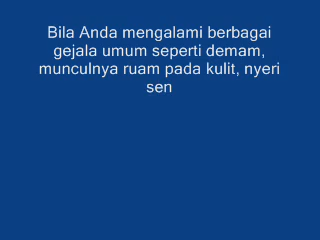 Bila Anda mengalami berbagai
gejala umum seperti demam,
munculnya ruam pada kulit, nyeri
sen